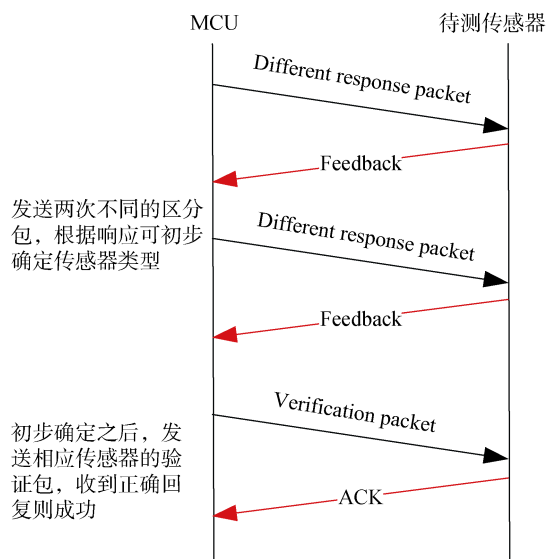 MCU
待测传感器
Different response packet
Feedback
发送两次不同的区分
包，根据响应可初步
确定传感器类型
Different response packet
Feedback
Verification packet
初步确定之后，发
送相应传感器的验
证包，收到正确回
复则成功
ACK